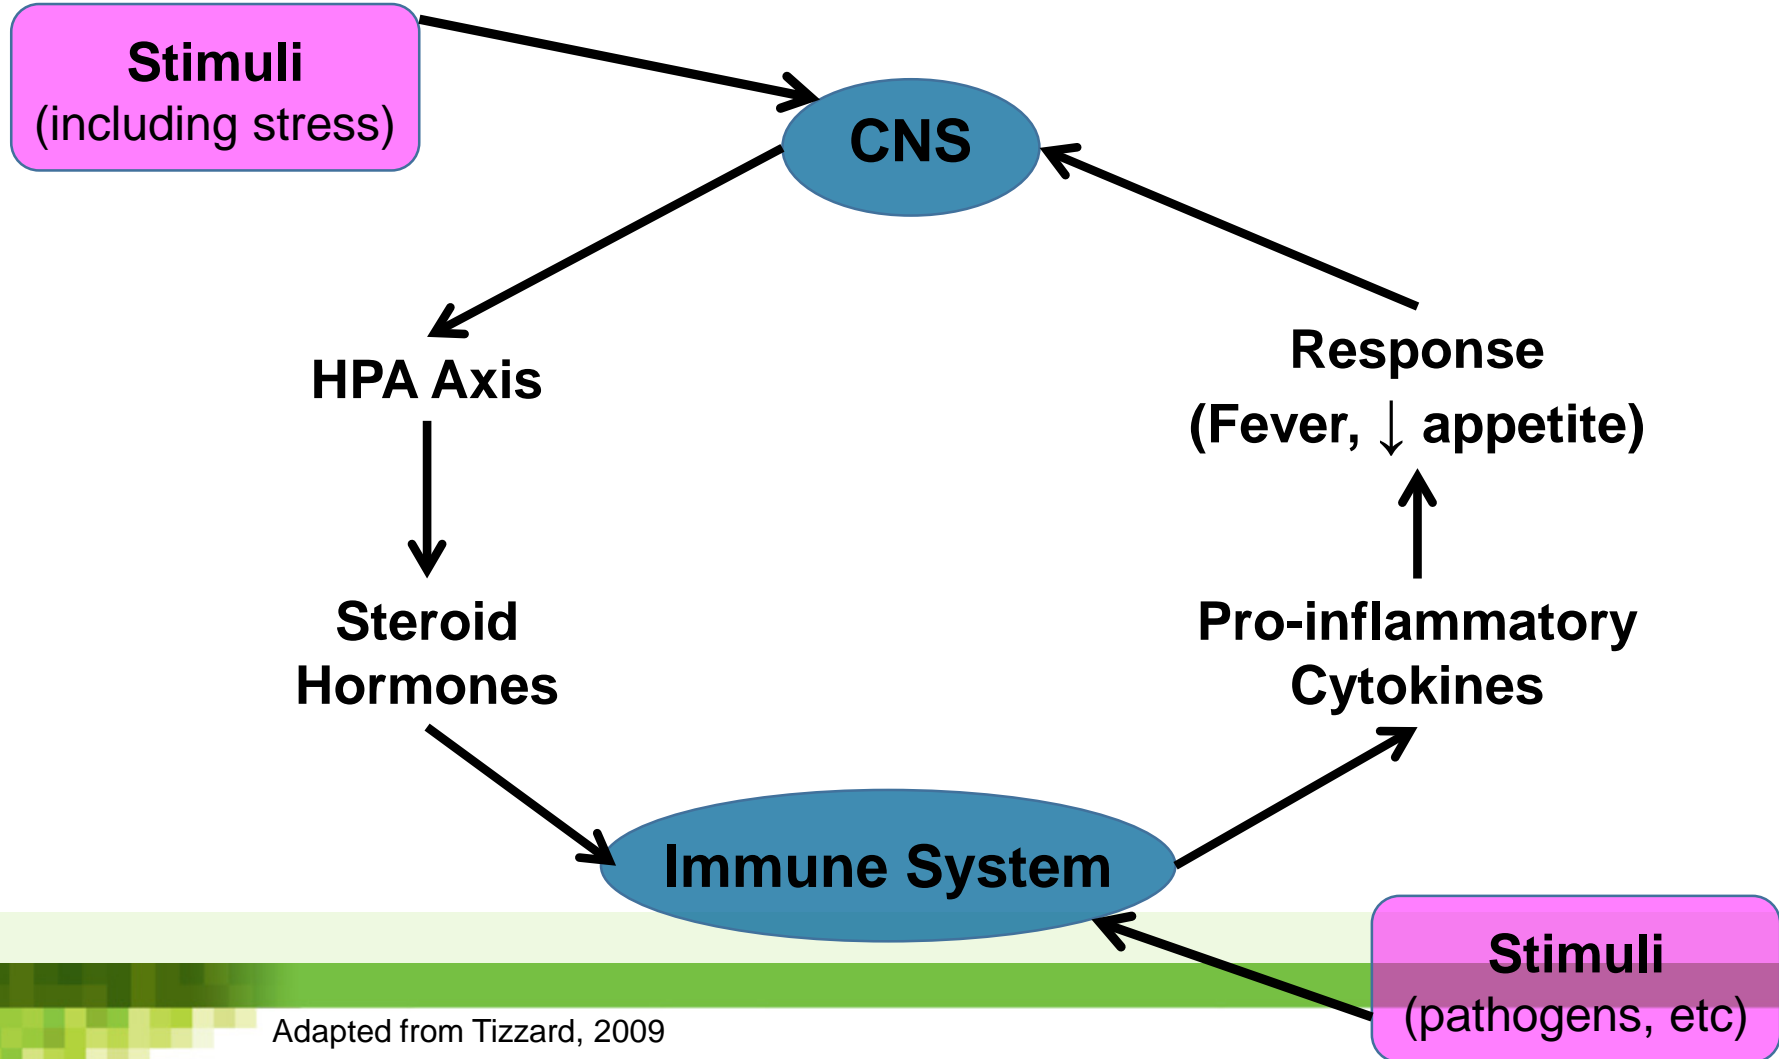 Stimuli
(including stress)
CNS
HPA Axis
Response
(Fever, ↓ appetite)
Steroid
Hormones
Pro-inflammatory
Cytokines
Immune System
Stimuli
(pathogens, etc)
Adapted from Tizzard, 2009